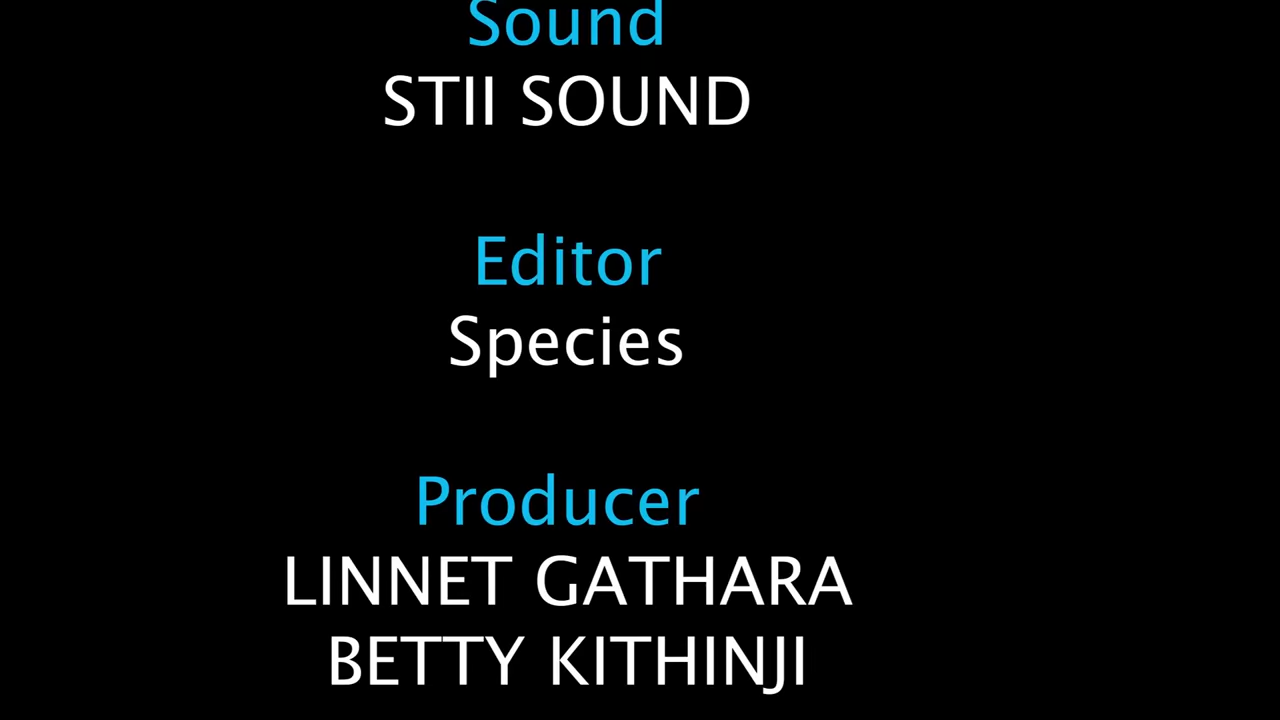 Sound
STII SOUND
Editor
Species
Producer
LINNET GATHARA
BETTY KITHINJI